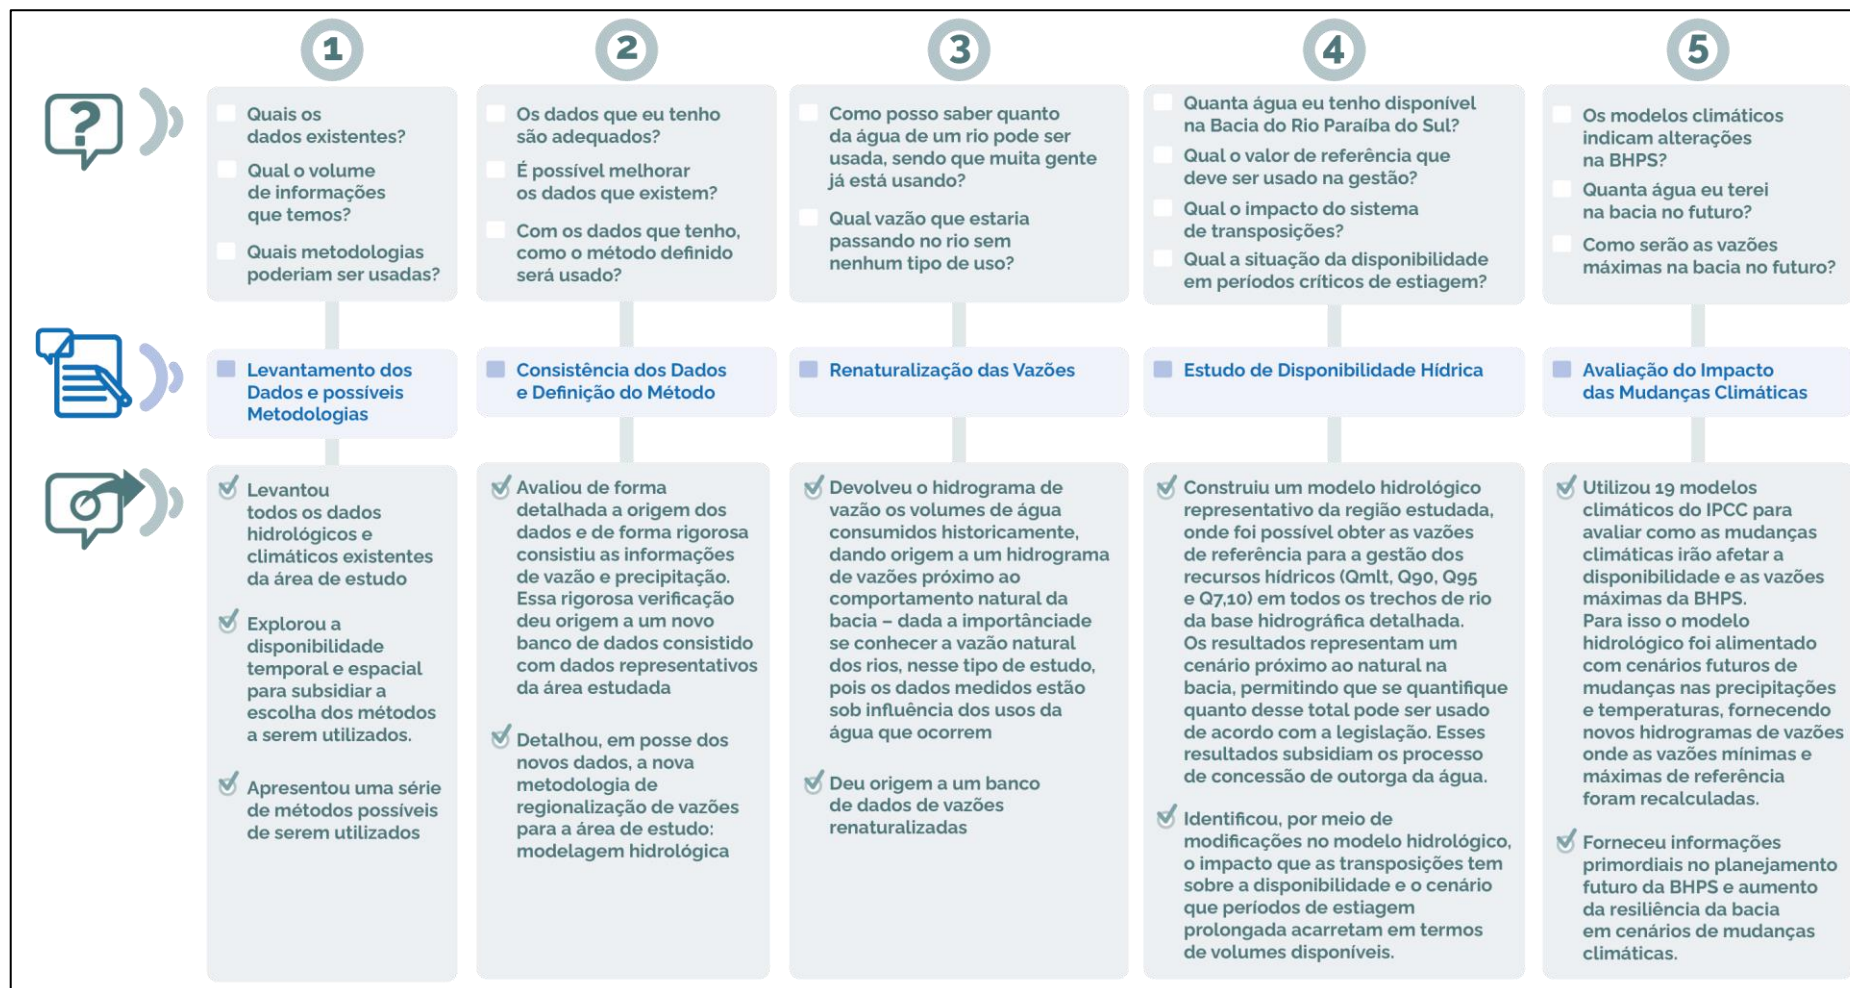 1
Quais os
dados existentes?
Qual o volume
de informações
que temos?
Quais metodologias
poderiam ser usadas?
Levantamento dos
Dados e possíveis
Metodologias
Levantou
todos os dados
hidrológicos e
climáticos existentes
da área de estudo
Explorou a
disponibilidade
temporal e espacial
para subsidiar a
escolha dos métodos
a serem utilizados.
Apresentou uma série
de métodos possíveis
de serem utilizados
2
Os dados que eu tenho
são adequados?
É possível melhorar
os dados que existem?
Com os dados que tenho,
como o método definido
será usado?
Consistência dos Dados
e Definição do Método
Avaliou de forma
detalhada a origem dos
dados e de forma rigorosa
consistiu as informações
de vazão e precipitação.
Essa rigorosa verificação
deu origem a um novo
banco de dados consistido
com dados representativos
da área estudada
Detalhou, em posse dos
novos dados, a nova
metodologia de
regionalização de vazões
para a área de estudo:
modelagem hidrológica
3
Como posso saber quanto
da água de um rio pode ser
usada, sendo que muita gente
já está usando?
Qual vazão que estaria
passando no rio sem
nenhum tipo de uso?
Renaturalização das Vazões
Devolveu o hidrograma de
vazão os volumes de água
consumidos historicamente,
dando origem a um hidrograma
de vazões próximo ao
comportamento natural da
bacia – dada a importânciade
se conhecer a vazão natural
dos rios, nesse tipo de estudo,
pois os dados medidos estão
sob influência dos usos da
água que ocorrem
Deu origem a um banco
de dados de vazões
renaturalizadas
4
Quanta água eu tenho disponível
na Bacia do Rio Paraíba do Sul?
Qual o valor de referência que
deve ser usado na gestão?
Qual o impacto do sistema
de transposições?
Qual a situação da disponibilidade
em períodos críticos de estiagem?
Estudo de Disponibilidade Hídrica
Construiu um modelo hidrológico
representativo da região estudada,
onde foi possível obter as vazões
de referência para a gestão dos
recursos hídricos (Qmlt, Q90, Q95
e Q7,10) em todos os trechos de rio
da base hidrográfica detalhada.
Os resultados representam um
cenário próximo ao natural na
bacia, permitindo que se quantifique
quanto desse total pode ser usado
de acordo com a legislação. Esses
resultados subsidiam os processo
de concessão de outorga da água.
Identificou, por meio de
modificações no modelo hidrológico,
o impacto que as transposições tem
sobre a disponibilidade e o cenário
que períodos de estiagem
prolongada acarretam em termos
de volumes disponíveis.
5
Os modelos climáticos
indicam alterações
na BHPS?
Quanta água eu terei
na bacia no futuro?
Como serão as vazões
máximas na bacia no futuro?
Avaliação do Impacto
das Mudanças Climáticas
Utilizou 19 modelos
climáticos do IPCC para
avaliar como as mudanças
climáticas irão afetar a
disponibilidade e as vazões
máximas da BHPS.
Para isso o modelo
hidrológico foi alimentado
com cenários futuros de
mudanças nas precipitações
e temperaturas, fornecendo
novos hidrogramas de vazões
onde as vazões mínimas e
máximas de referência
foram recalculadas.
Forneceu informações
primordiais no planejamento
futuro da BHPS e aumento
da resiliência da bacia
em cenários de mudanças
climáticas.